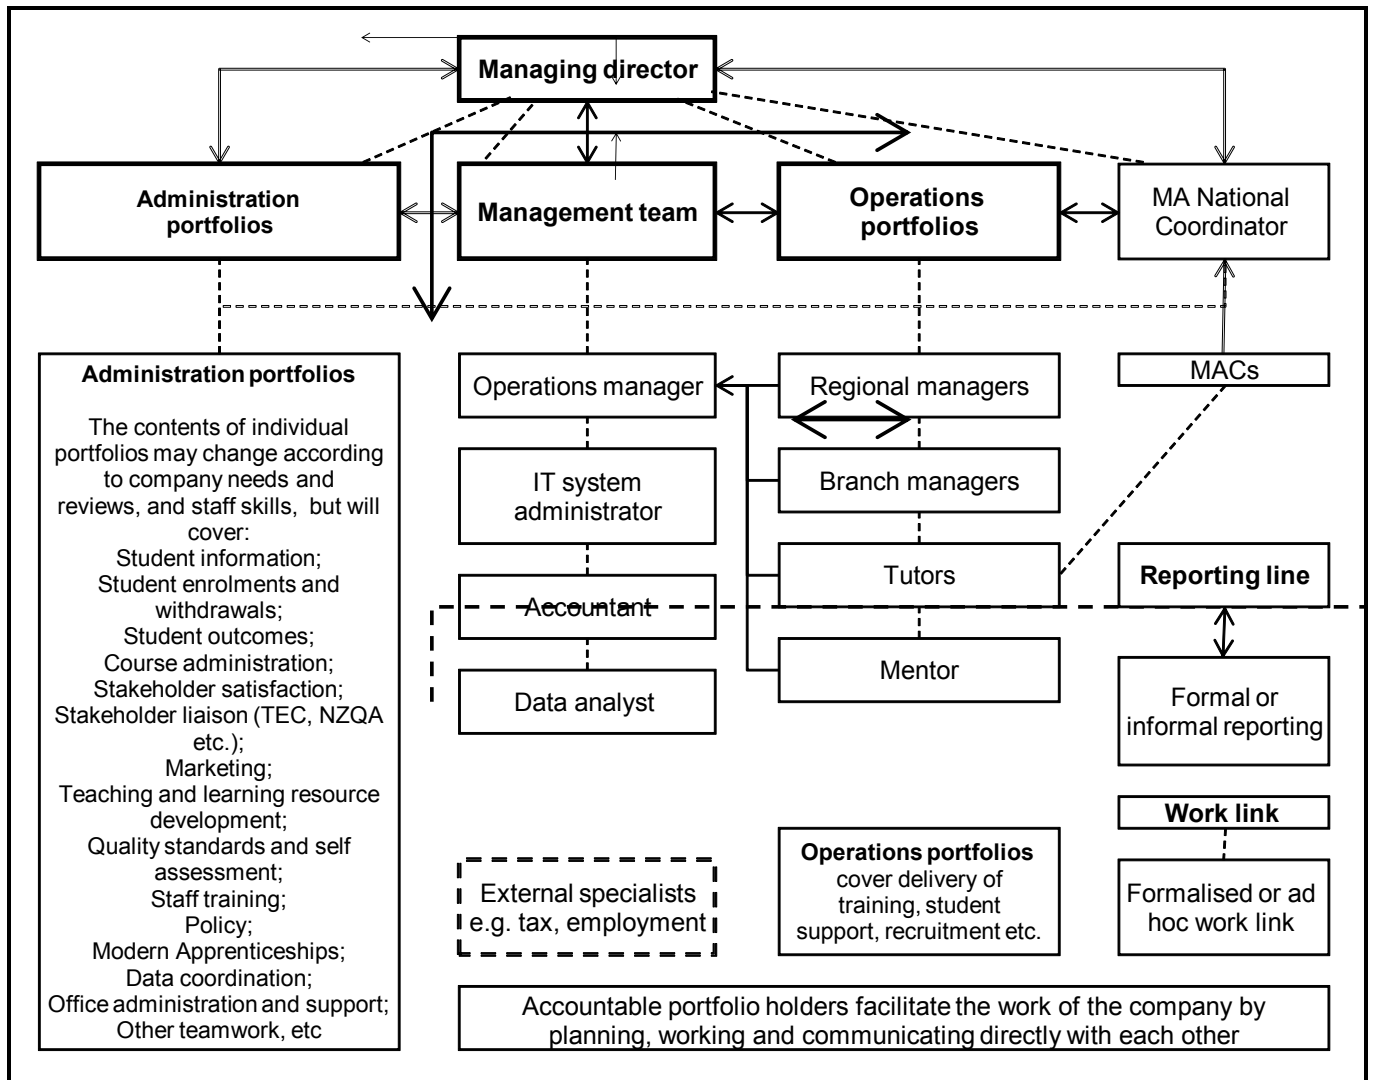 Managing director
Administration
portfolios
Management team
Operations
portfolios
MA National
Coordinator
Administration portfolios
The contents of individual
portfolios may change according
to company needs and
reviews, and staff skills, but will
cover:
Student information;
Student enrolments and
withdrawals;
Student outcomes;
Course administration;
Stakeholder satisfaction;
Stakeholder liaison (TEC, NZQA
etc.);
Marketing;
Teaching and learning resource
development;
Quality standards and self
assessment;
Staff training;
Policy;
Modern Apprenticeships;
Data coordination;
Office administration and support;
Other teamwork, etc
Operations manager
IT system
administrator
Accountant
Data analyst
External specialists
e.g. tax, employment
Regional managers
Branch managers
Tutors
Mentor
Operations portfolios
cover delivery of
training, student
support, recruitment etc.
MACs
Reporting line
Formal or
informal reporting
Work link
Formalised or ad
hoc work link
Accountable portfolio holders facilitate the work of the company by
planning, working and communicating directly with each other